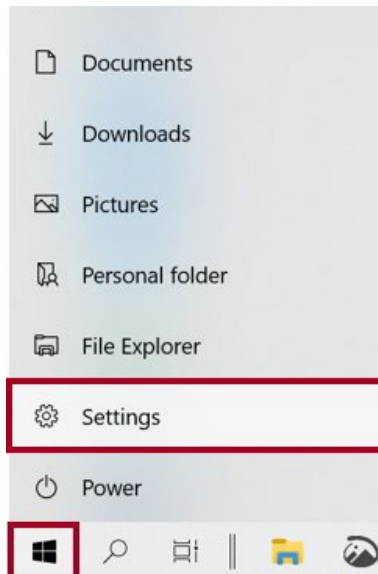 Documents
Downloads
Pictures
Personal folder
File Explorer
Settings
Power